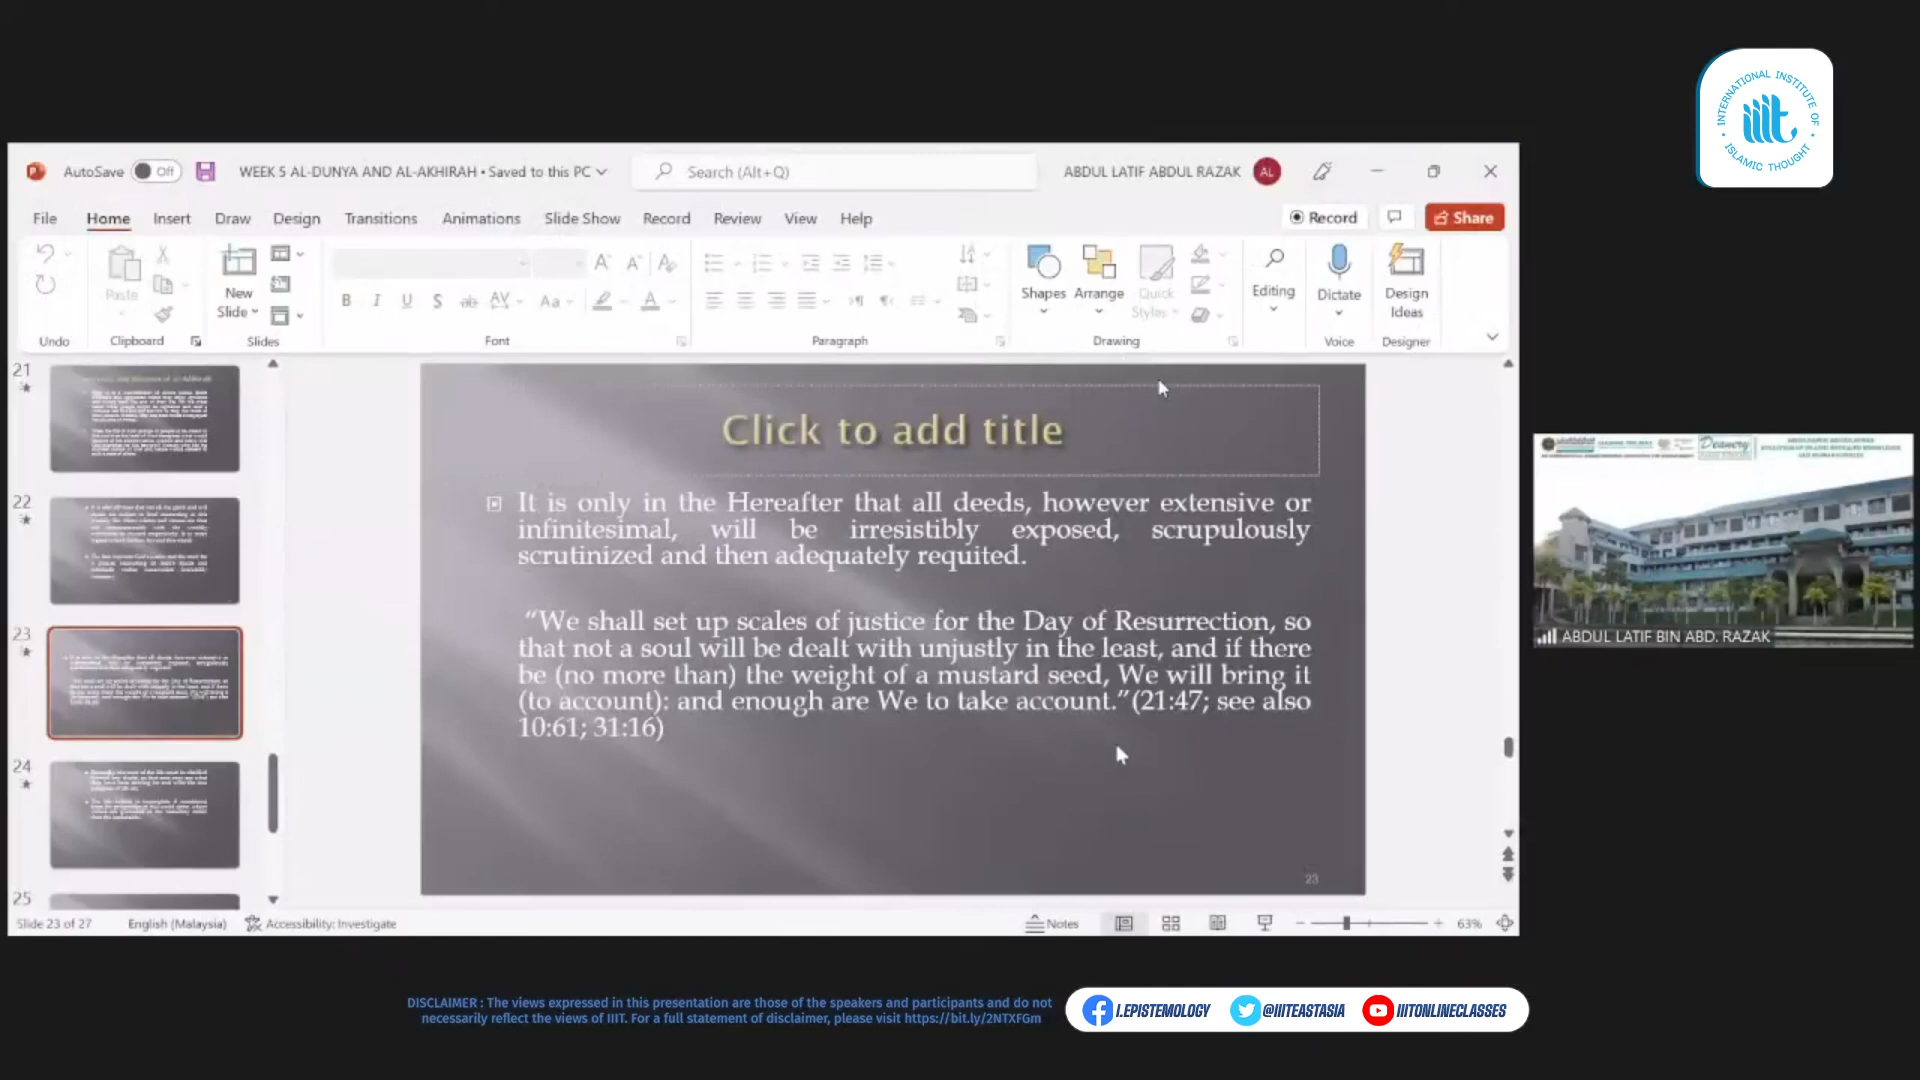 INTERNATIONAL INSTITUTE OF
ISLAMIC THOUGHT
iiit
AutoSave Off WEEK 5 AL-DUNYA AND AL-AKHIRAH • Saved to this PC Search (Alt+Q) ABDUL LATIF ABDUL RAZAK AL
File Home Insert Draw Design Transitions Animations Slide Show Record Review View Help Record Share
Paste New Slide Shapes Arrange Quick Styles Editing Dictate Design Ideas
Undo Clipboard Slides Font Paragraph Drawing Voice Designer
21
22
23
24
25
Click to add title
It is only in the Hereafter that all deeds, however extensive or
infinitesimal, will be irresistibly exposed, scrupulously
scrutinized and then adequately requited.
“We shall set up scales of justice for the Day of Resurrection, so
that not a soul will be dealt with unjustly in the least, and if there
be (no more than) the weight of a mustard seed, We will bring it
(to account): and enough are We to take account.”(21:47; see also
10:61; 31:16)
23
Slide 23 of 27 English (Malaysia) Accessibility: Investigate Notes 63%
Deanery
ABDUL LATIF BIN ABD. RAZAK
DISCLAIMER : The views expressed in this presentation are those of the speakers and participants and do not
necessarily reflect the views of IIIT. For a full statement of disclaimer, please visit https://bit.ly/2NTXFGm
I.EPISTEMOLOGY @IIITEASTASIA IIITONLINECLASSES